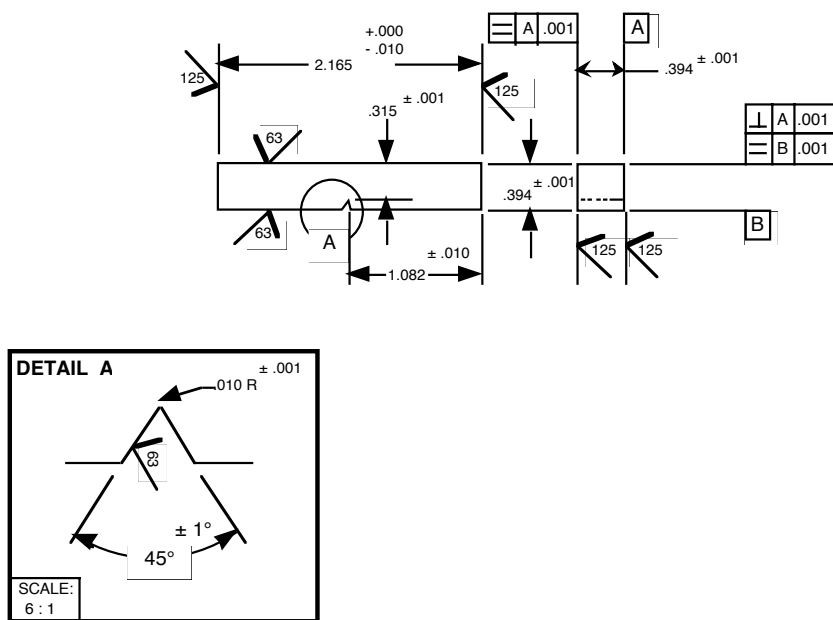 +.000
- .010
2.165
A .001
A
.394 ± .001
125
125
.315 ± .001
63
A .001
B .001
.394 ± .001
63
A
B
± .010
1.082
125
125
DETAIL A
± .001
.010 R
63
± 1°
45°
SCALE:
6 : 1